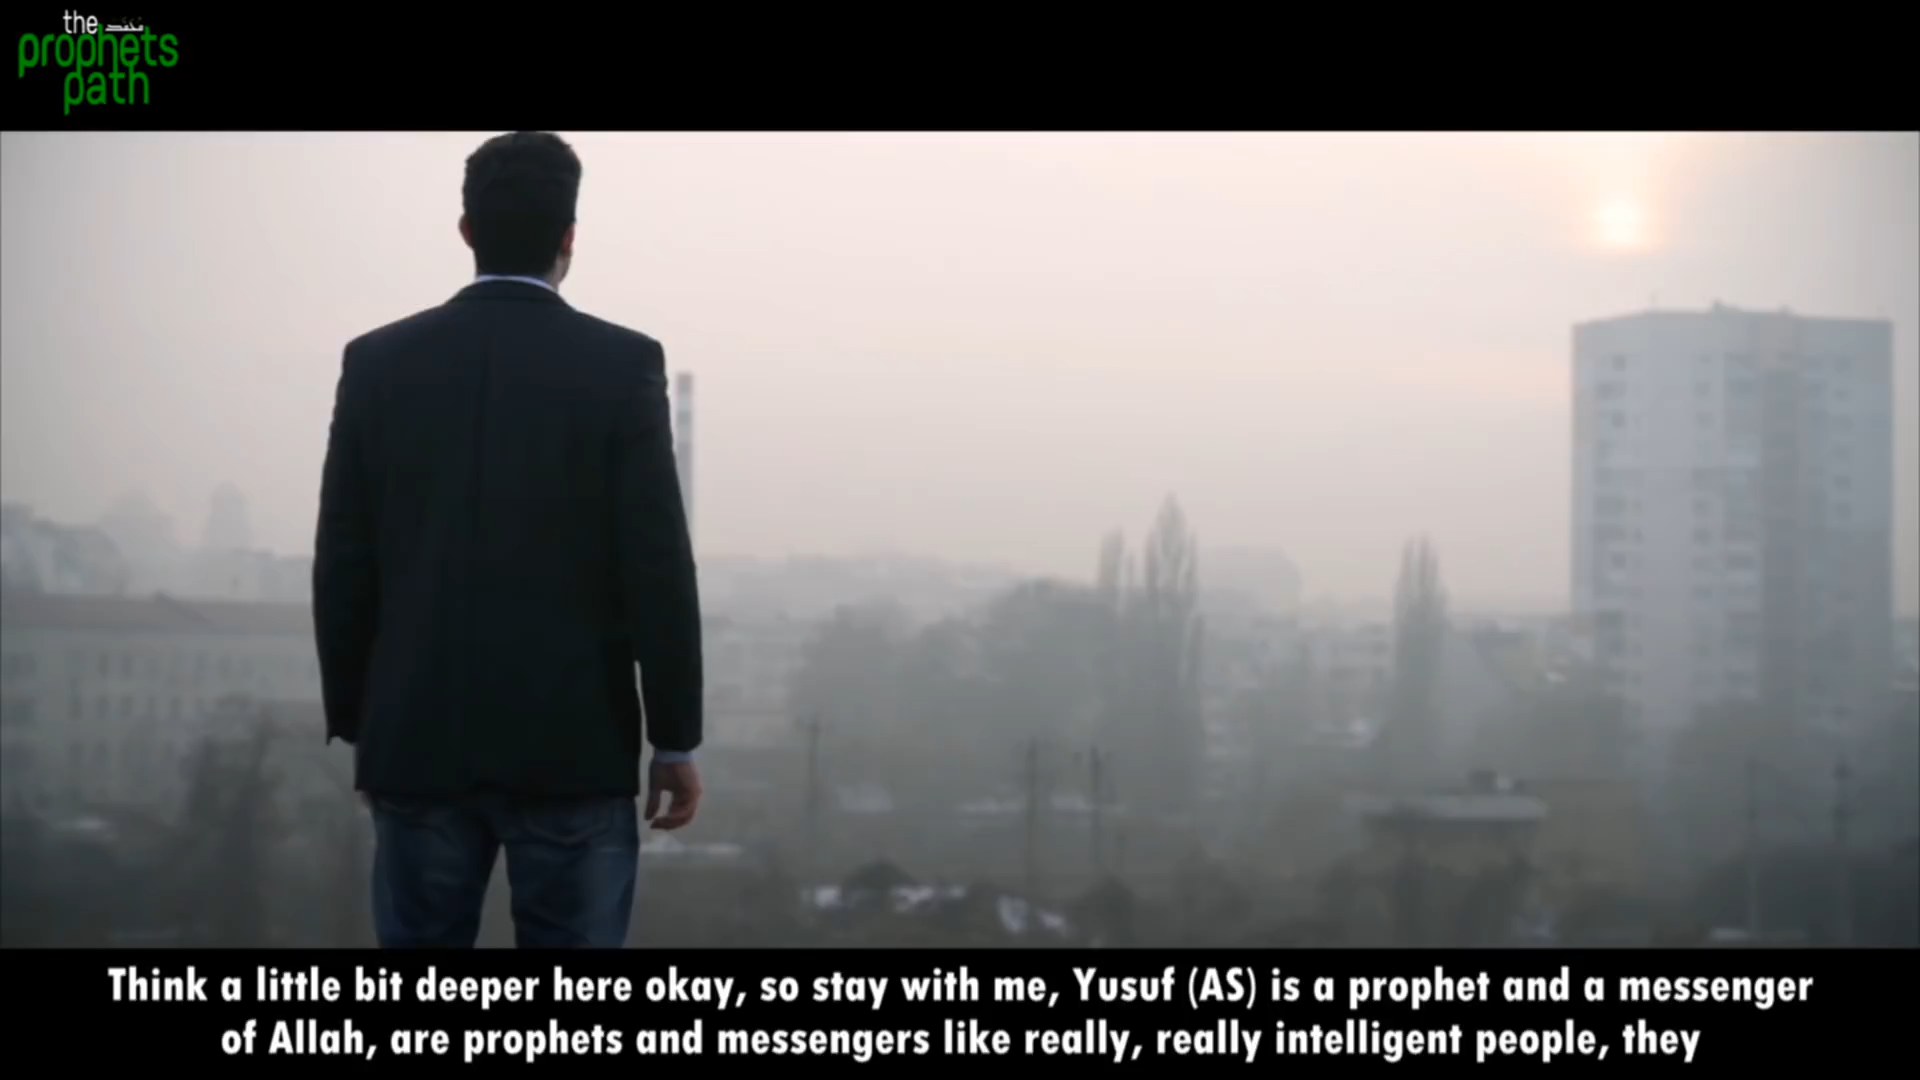 the محمد
prophets
path
Think a little bit deeper here okay, so stay with me, Yusuf (AS) is a prophet and a messenger
of Allah, are prophets and messengers like really, really intelligent people, they